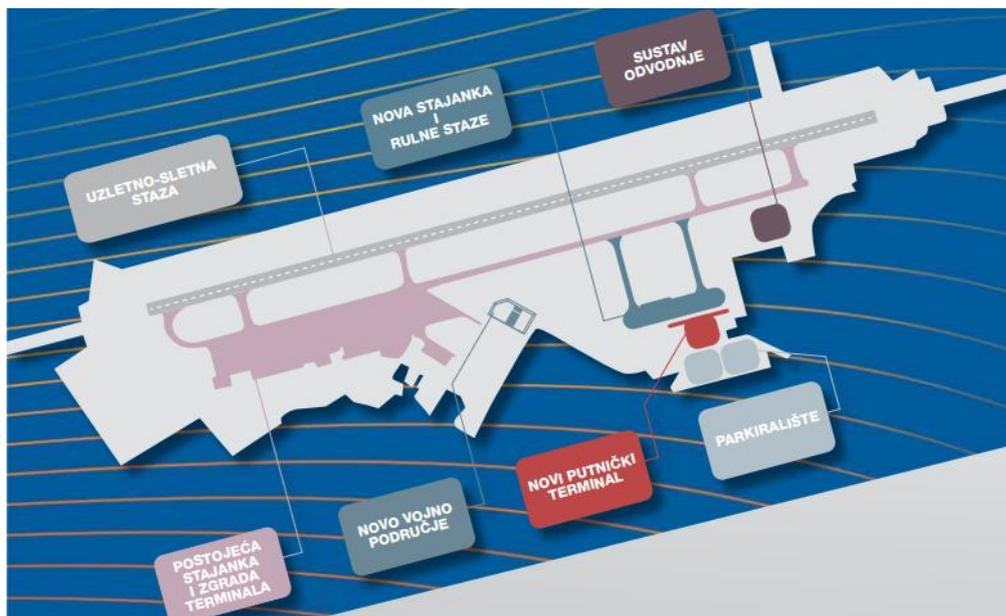 SUSTAV
ODVODNJE
NOVA STAJANKA
I
RULNE STAZE
UZLETNO-SLETNA
STAZA
PARKIRALIŠTE
NOVI PUTNIČKI
TERMINAL
NOVO VOJNO
PODRUČJE
POSTOJEĆA
STAJANKA
I ZGRADA
TERMINALA